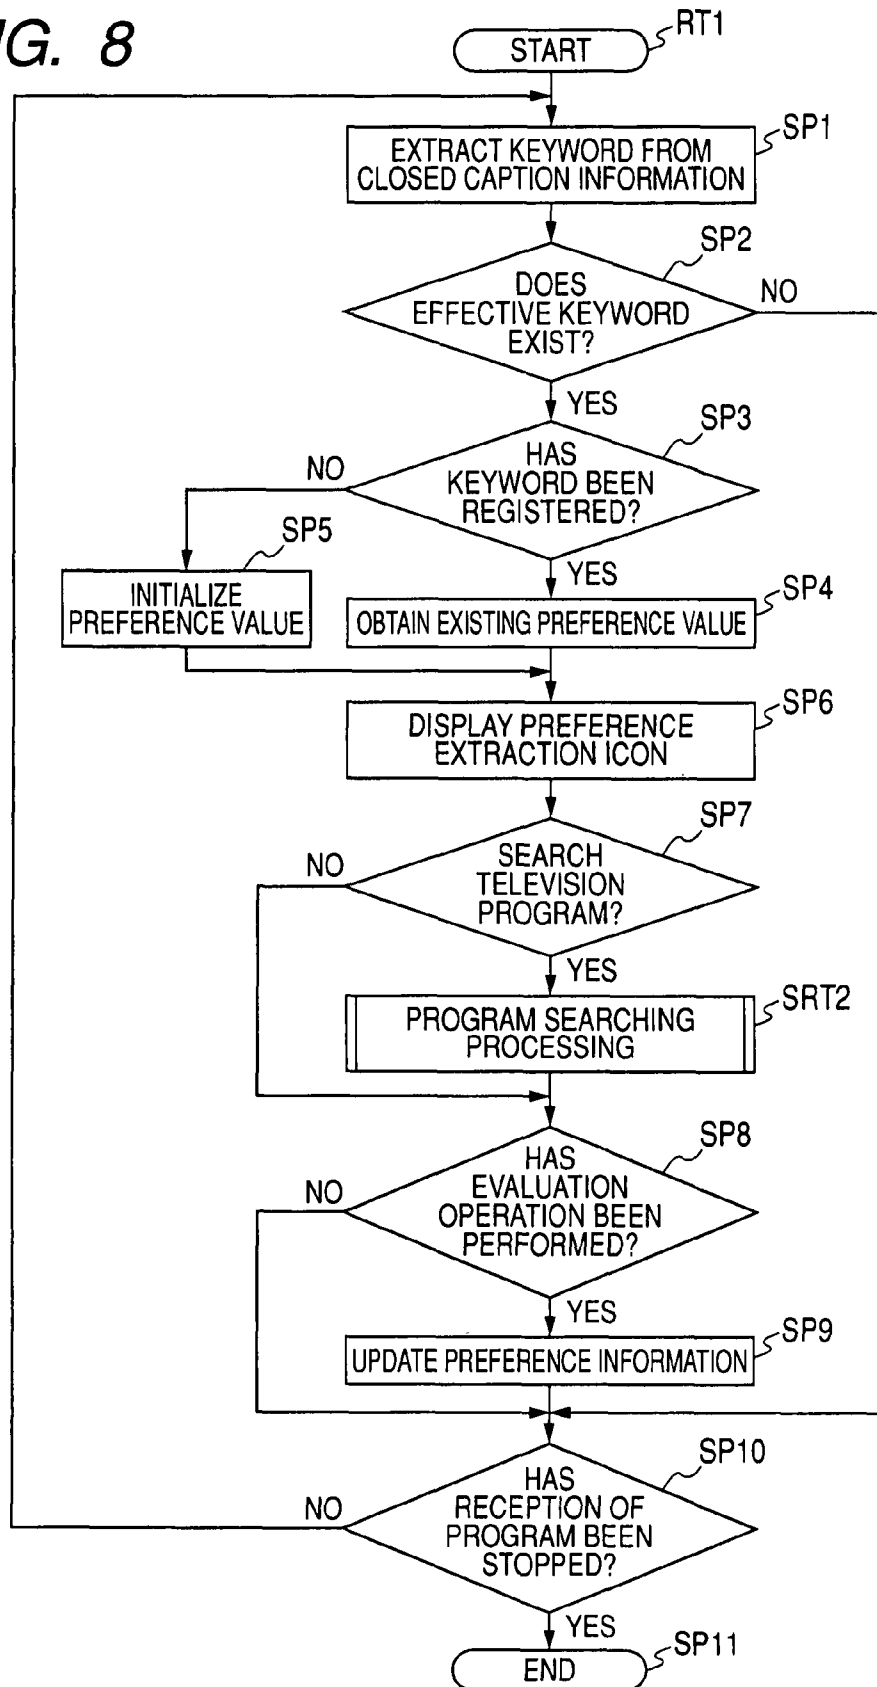 IG. 8
START
RT1
EXTRACT KEYWORD FROM
CLOSED CAPTION INFORMATION
SP1
DOES
EFFECTIVE KEYWORD
EXIST?
SP2
NO
YES
HAS
KEYWORD BEEN
REGISTERED?
SP3
NO
YES
INITIALIZE
PREFERENCE VALUE
SP5
OBTAIN EXISTING PREFERENCE VALUE
SP4
DISPLAY PREFERENCE
EXTRACTION ICON
SP6
SEARCH
TELEVISION
PROGRAM?
SP7
NO
YES
PROGRAM SEARCHING
PROCESSING
SRT2
HAS
EVALUATION
OPERATION BEEN
PERFORMED?
SP8
NO
YES
UPDATE PREFERENCE INFORMATION
SP9
HAS
RECEPTION OF
PROGRAM BEEN
STOPPED?
SP10
NO
YES
END
SP11